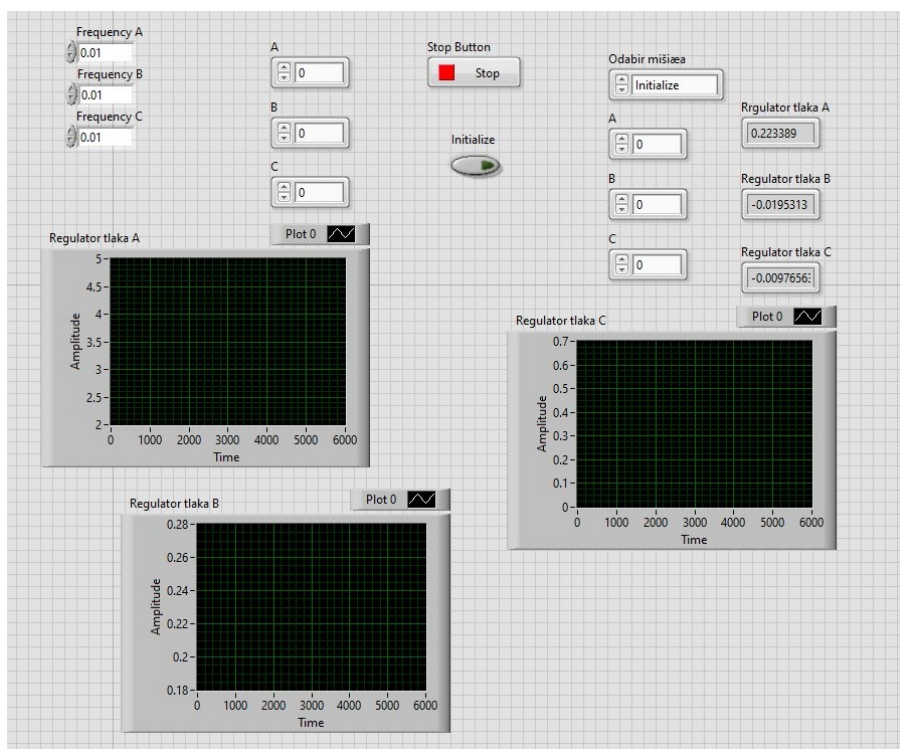 Frequency A
0.01
Frequency B
0.01
Frequency C
0.01
A
0
B
0
C
0
Stop Button
Stop
Initialize
Odabir mišiæa
Initialize
A
0
B
0
C
0
Rrgulator tlaka A
0.223389
Regulator tlaka B
-0.0195313
Regulator tlaka C
-0.0097656
Regulator tlaka A
Plot 0
5
4.5
4
3.5
3
2.5
2
Amplitude
0 1000 2000 3000 4000 5000 6000
Time
Regulator tlaka C
Plot 0
0.7
0.6
0.5
0.4
0.3
0.2
0.1
0
Amplitude
0 1000 2000 3000 4000 5000 6000
Time
Regulator tlaka B
Plot 0
0.28
0.26
0.24
0.22
0.2
0.18
Amplitude
0 1000 2000 3000 4000 5000 6000
Time